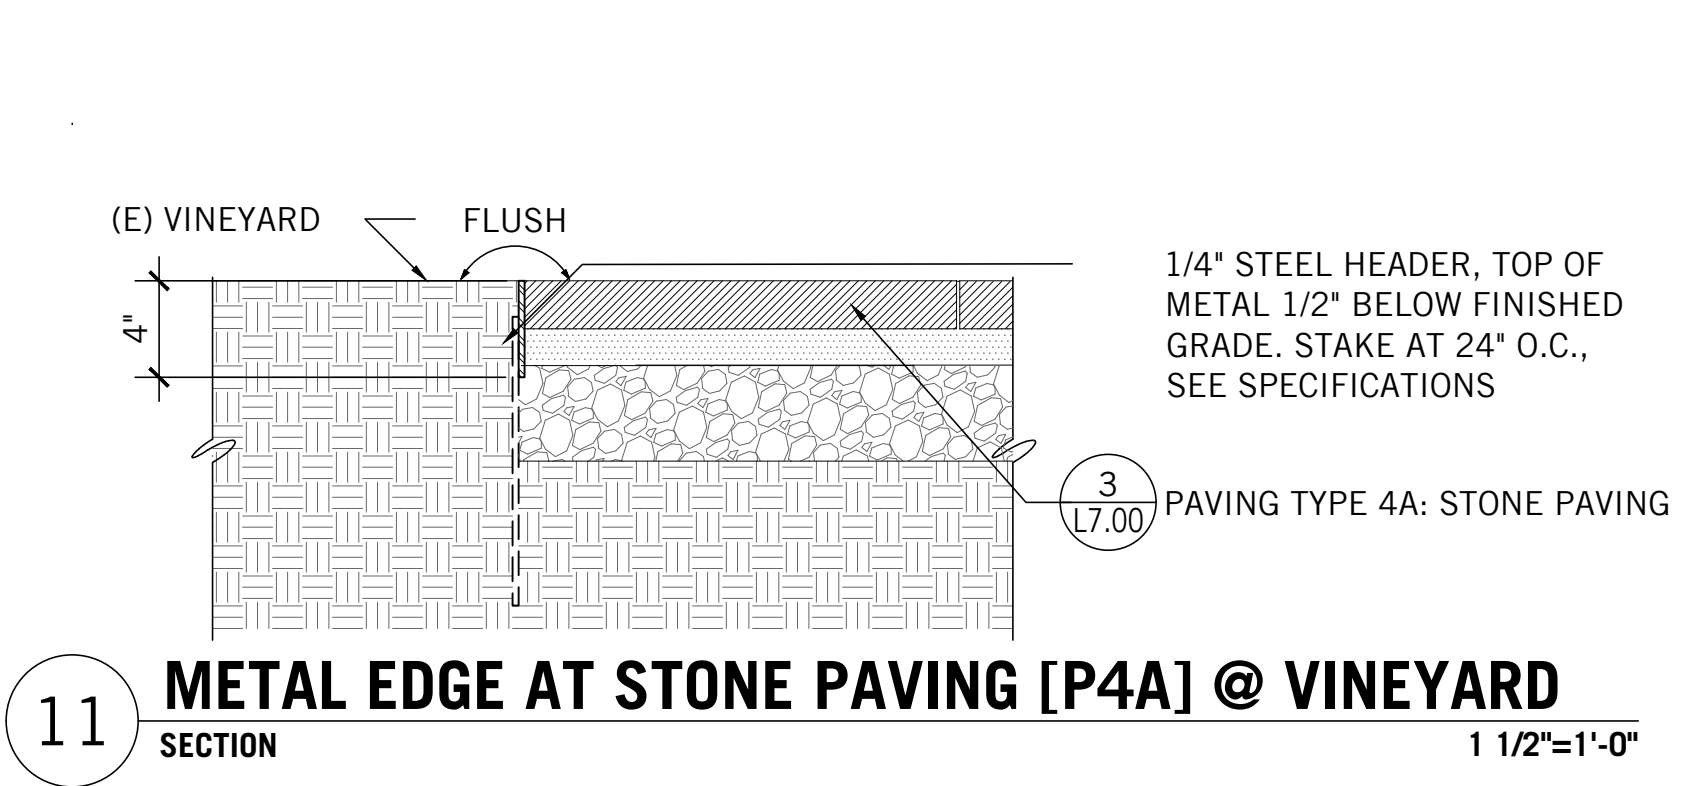 (E) VINEYARD
FLUSH
4"
1/4" STEEL HEADER, TOP OF
METAL 1/2" BELOW FINISHED
GRADE. STAKE AT 24" O.C.,
SEE SPECIFICATIONS
3
L7.00
PAVING TYPE 4A: STONE PAVING
11
METAL EDGE AT STONE PAVING [P4A] @ VINEYARD
SECTION
1 1/2"=1'-0"